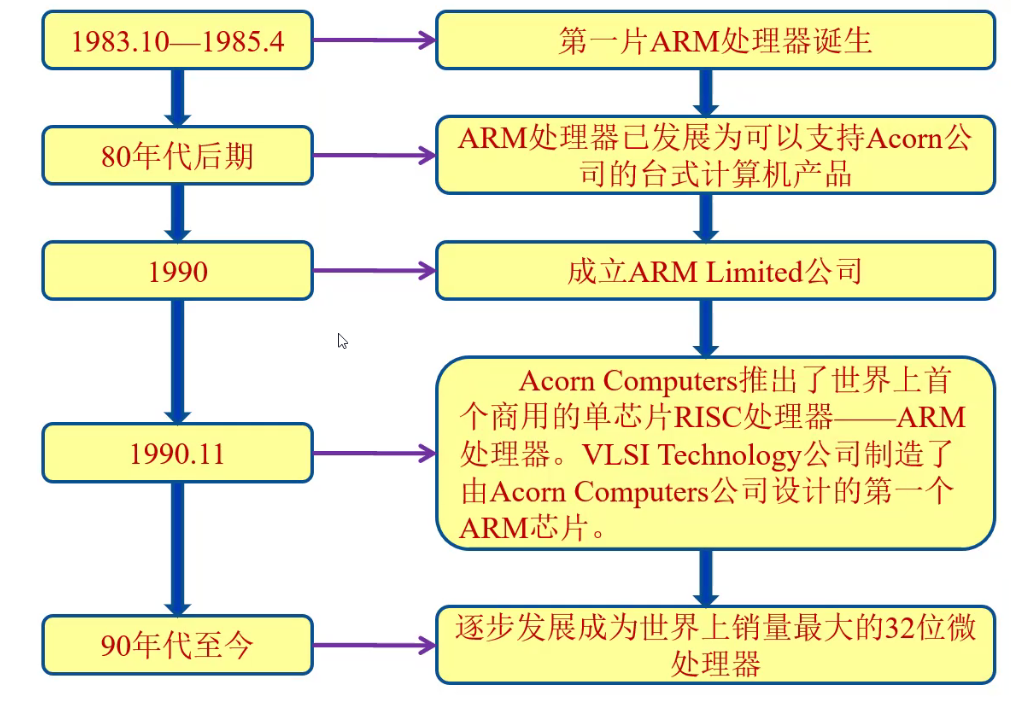 1983.10—1985.4
第一片ARM处理器诞生
80年代后期
ARM处理器已发展为可以支持Acorn公
司的台式计算机产品
1990
成立ARM Limited公司
1990.11
Acorn Computers推出了世界上首
个商用的单芯片RISC处理器——ARM
处理器。VLSI Technology公司制造了
由Acorn Computers公司设计的第一个
ARM芯片。
90年代至今
逐步发展成为世界上销量最大的32位微
处理器